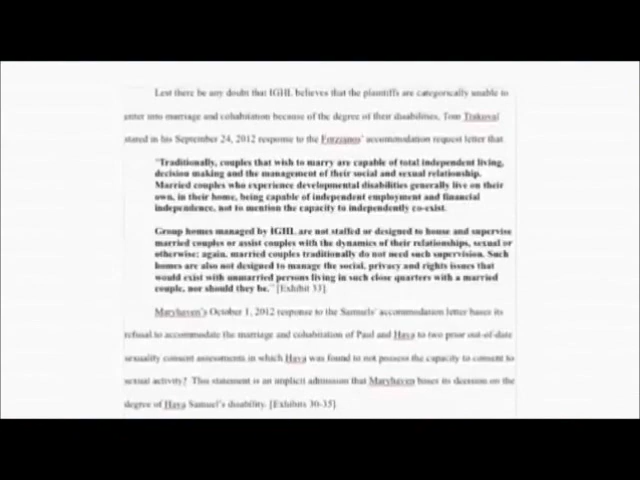 Lest there be any doubt that IGHL believes that the plaintiffs are categorically unable to
enter into marriage and cohabitation because of the degree of their disabilities, Tom
stated in his September 24, 2012 response to the Forzianos' accommodation request letter that
"Traditionally, couples that wish to marry are capable of total independent living,
decision making and the management of their social and sexual relationship.
Married couples who experience developmental disabilities generally live on their
own, in their home, being capable of independent employment and financial
independence, not to mention the capacity to independently co-exist.
Group homes managed by IGHL are not staffed or designed to house and supervise
married couples or assist couples with the dynamics of their relationships, sexual or
otherwise; again, married couples traditionally do not need such supervision. Such
homes are also not designed to manage the social, privacy and rights issues that
would exist with unmarried persons living in such close quarters with a married
couple, nor should they be." [Exhibit 33]
Maryhaven's October 1, 2012 response to the Samuels' accommodation letter bases its
refusal to accommodate the marriage and cohabitation of Paul and Hava to two prior out-of-date
sexuality consent assessments in which Hava was found to not possess the capacity to consent to
sexual activity? This statement is an implicit admission that Maryhaven bases its decision on the
degree of Hava Samuel's disability. [Exhibits 30-35]